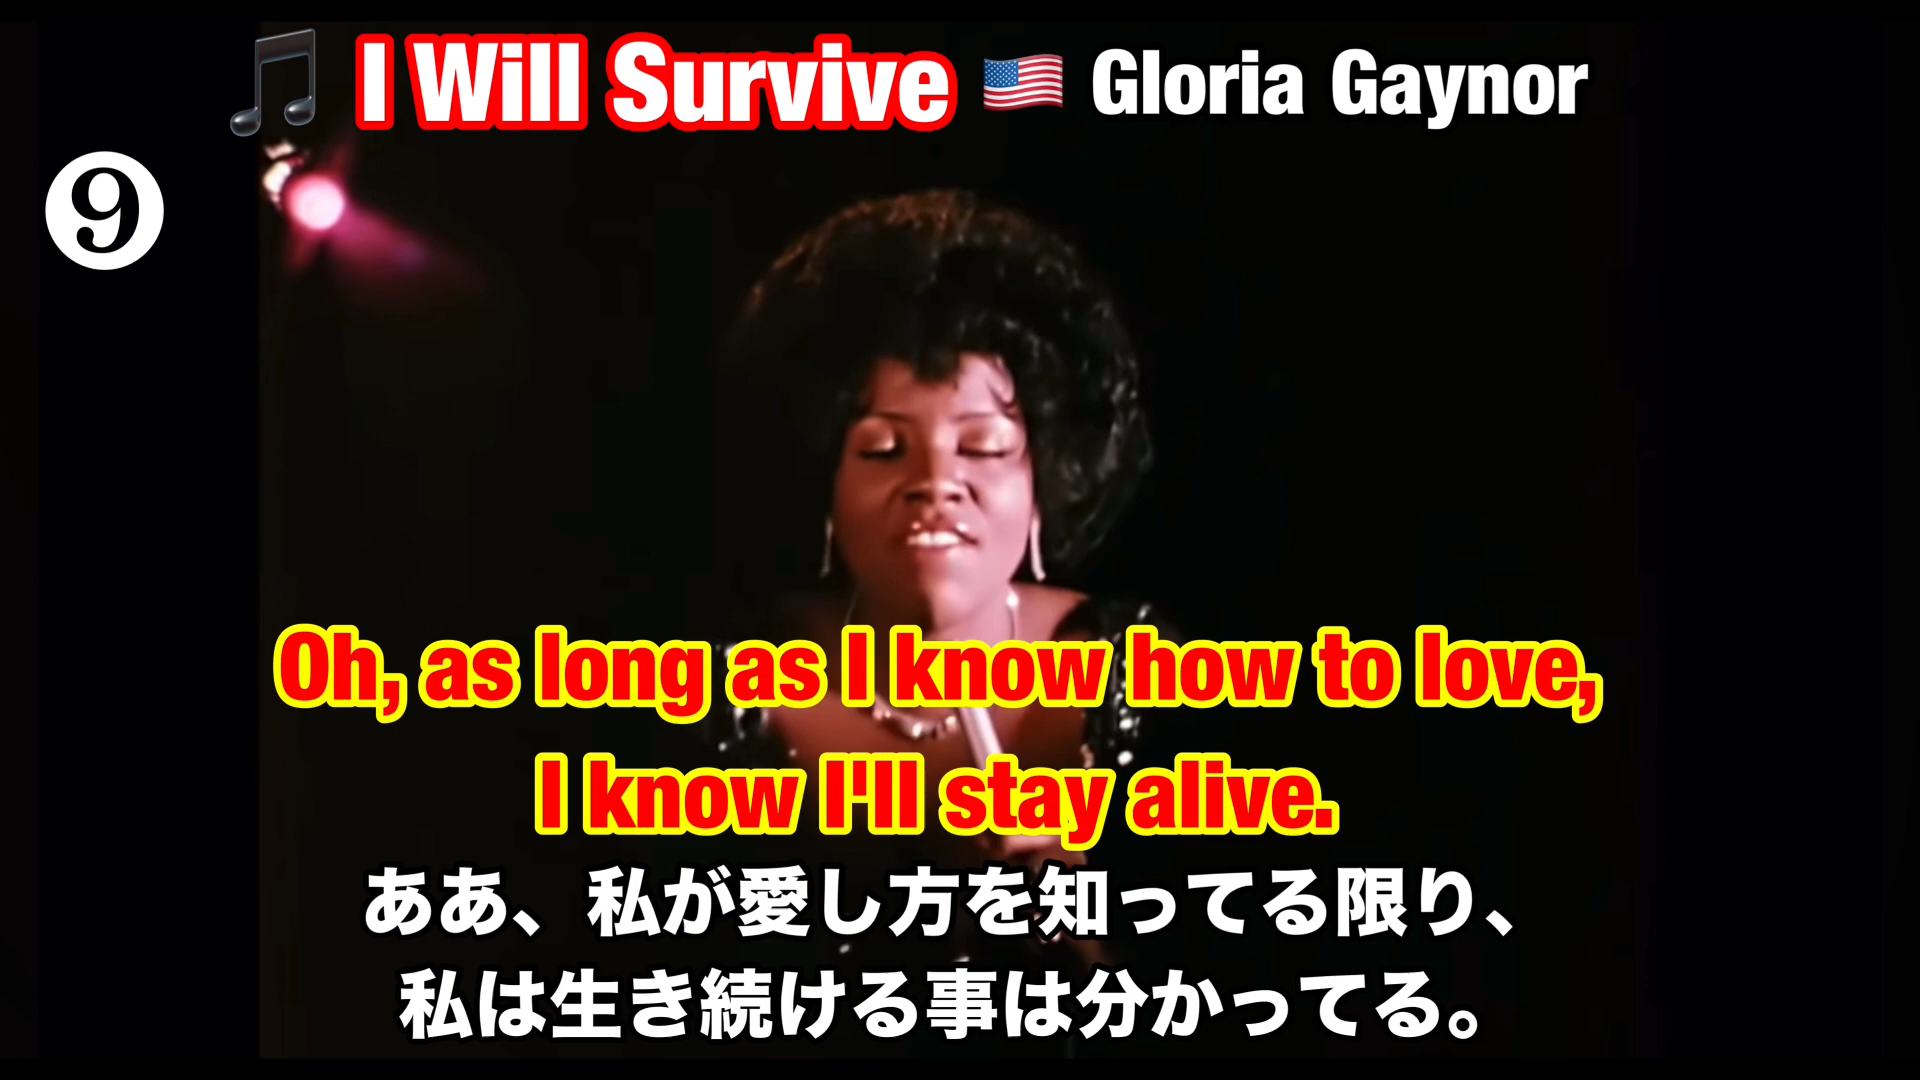 🎵 I Will Survive 🇺🇸 Gloria Gaynor
❾
Oh, as long as I know how to love,
I know I'll stay alive.
ああ、私が愛し方を知ってる限り、
私は生き続ける事は分かってる。